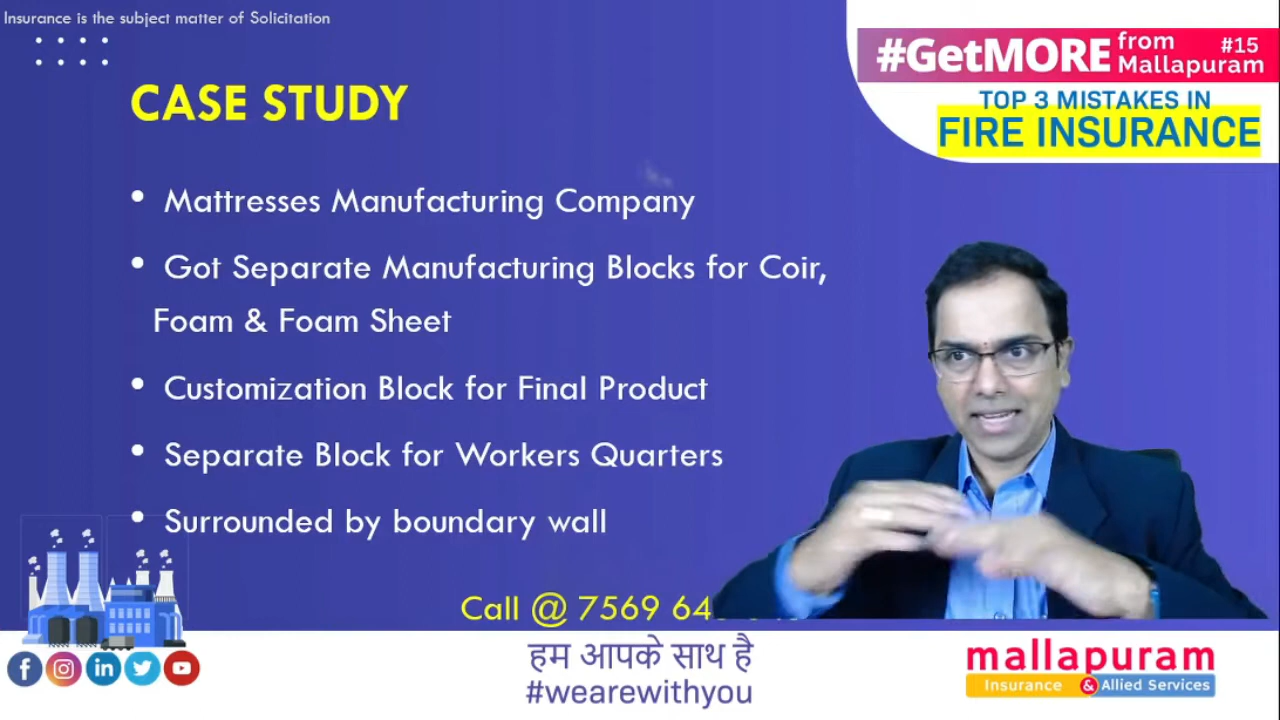 Insurance is the subject matter of Solicitation
#GetMORE from Mallapuram #15
TOP 3 MISTAKES IN
FIRE INSURANCE
CASE STUDY
• Mattresses Manufacturing Company
• Got Separate Manufacturing Blocks for Coir,
Foam & Foam Sheet
• Customization Block for Final Product
• Separate Block for Workers Quarters
• Surrounded by boundary wall
Call @ 7569 64
हम आपके साथ है
#wearewithyou
mallapuram
Insurance & Allied Services